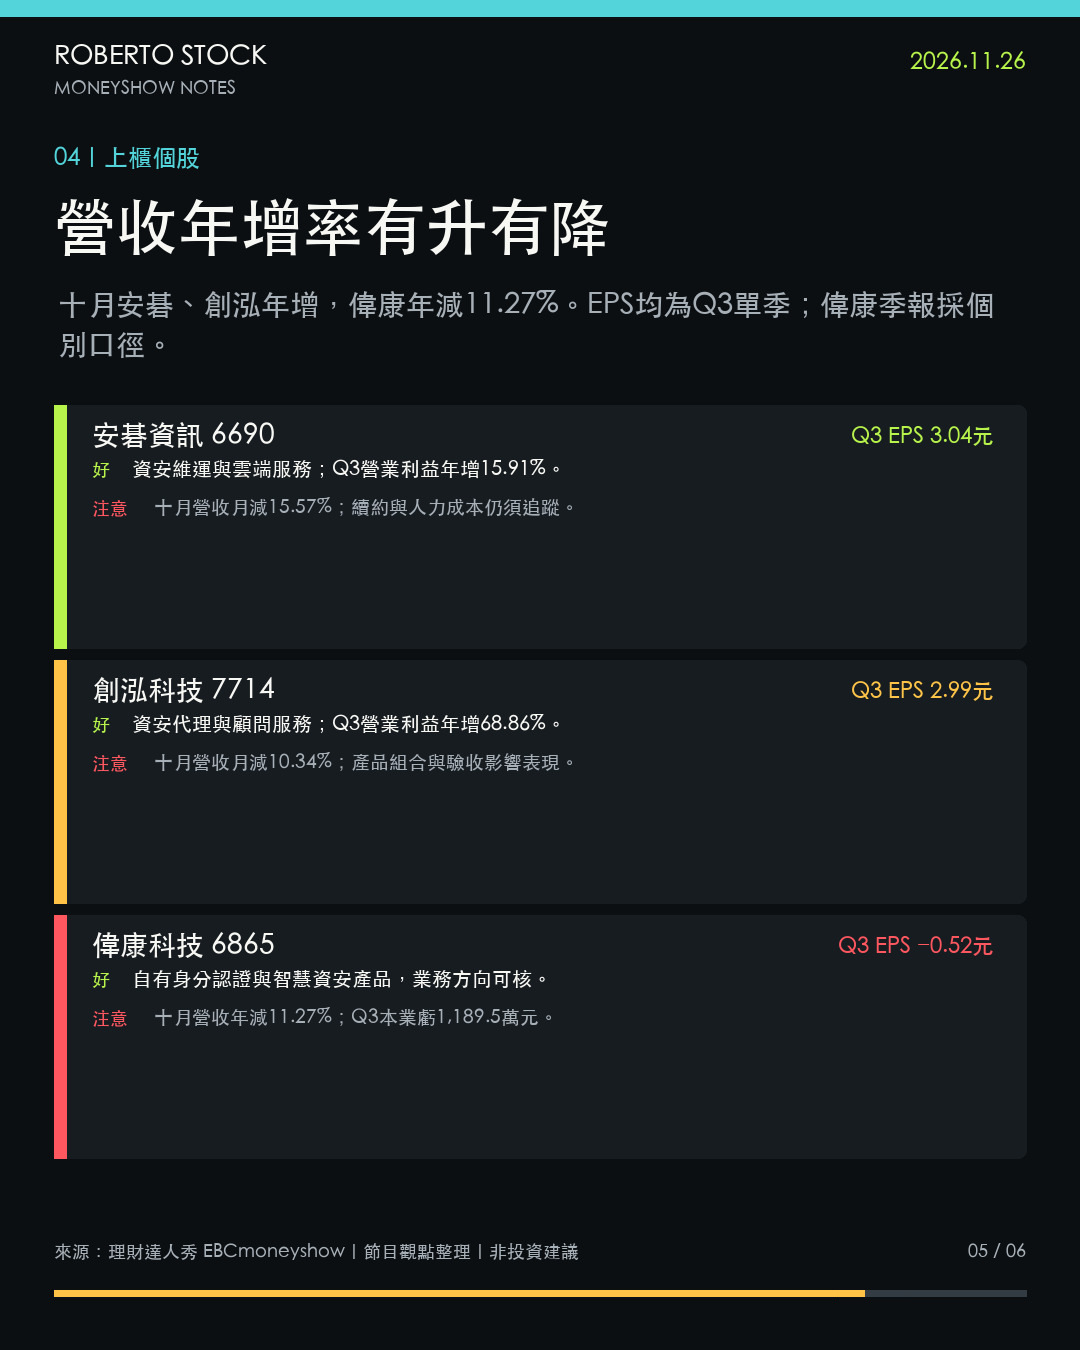 ROBERTO STOCK
MONEYSHOW NOTES
2026.11.26
04｜上櫃個股
營收年增率有升有降
十月安碁、創泓年增，偉康年減11.27%。EPS均為Q3單季；偉康季報採個
別口徑。
安碁資訊 6690
Q3 EPS 3.04元
好 資安維運與雲端服務；Q3營業利益年增15.91%。
注意 十月營收月減15.57%；續約與人力成本仍須追蹤。
創泓科技 7714
Q3 EPS 2.99元
好 資安代理與顧問服務；Q3營業利益年增68.86%。
注意 十月營收月減10.34%；產品組合與驗收影響表現。
偉康科技 6865
Q3 EPS −0.52元
好 自有身分認證與智慧資安產品，業務方向可核。
注意 十月營收年減11.27%；Q3本業虧1,189.5萬元。
來源：理財達人秀 EBCmoneyshow｜節目觀點整理｜非投資建議
05 / 06